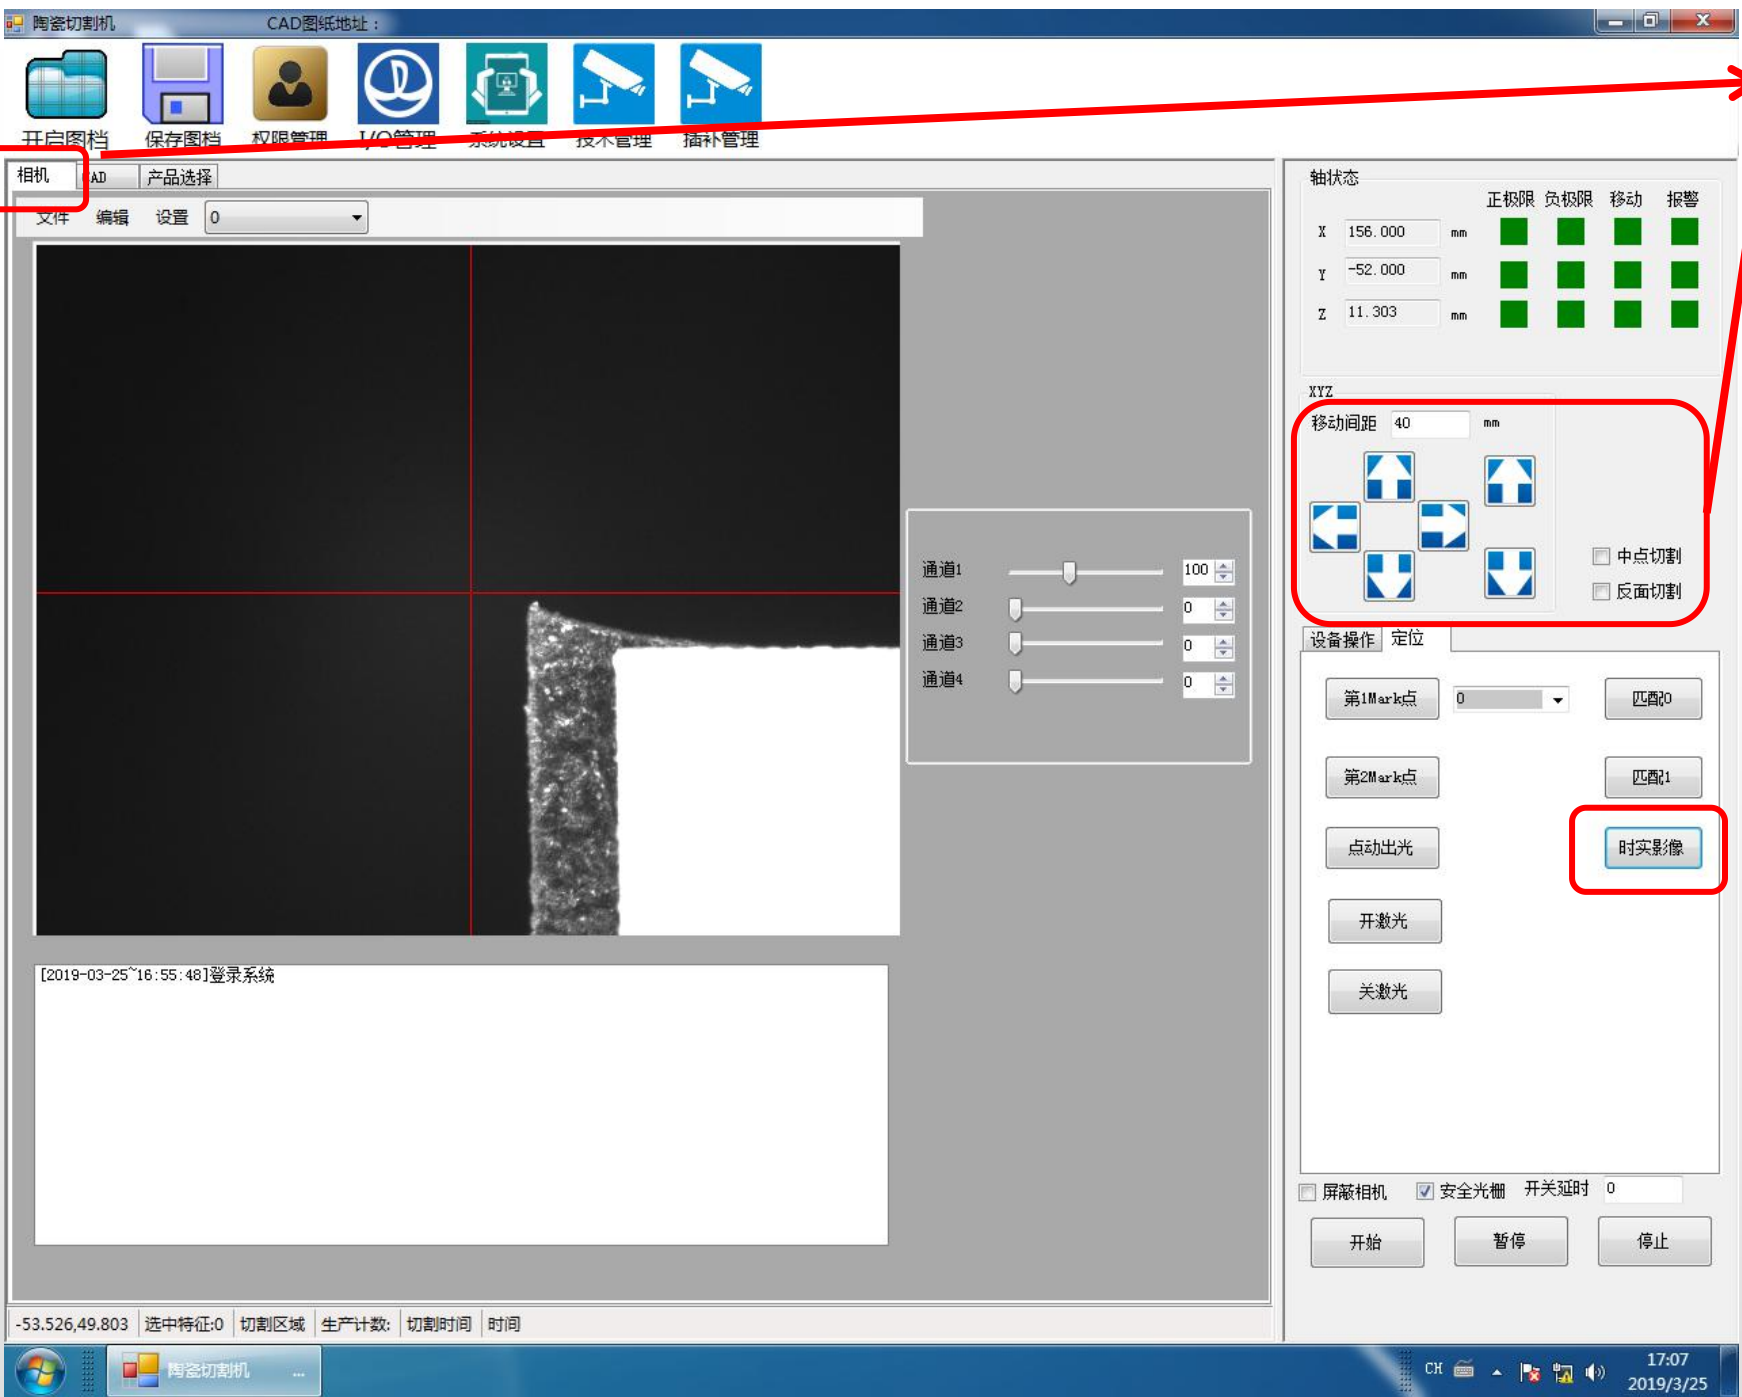 陶瓷切割机 CAD图纸地址：
开启图档 保存图档 权限管理 I/O管理 系统设置 技术管理 插补管理
相机 CAD 产品选择
文件 编辑 设置 0
通道1 100
通道2 0
通道3 0
通道4 0
[2019-03-25~16:55:48]登录系统
-53.526,49.803 选中特征:0 切割区域 生产计数: 切割时间 时间
轴状态
正极限 负极限 移动 报警
X 156.000 mm
Y -52.000 mm
Z 11.303 mm
XYZ
移动间距 40 mm
中点切割
反面切割
设备操作 定位
第1Mark点 0 匹配0
第2Mark点 匹配1
点动出光 时实影像
开激光
关激光
屏蔽相机 安全光栅 开关延时 0
开始 暂停 停止
陶瓷切割机 ...
CH 17:07
2019/3/25